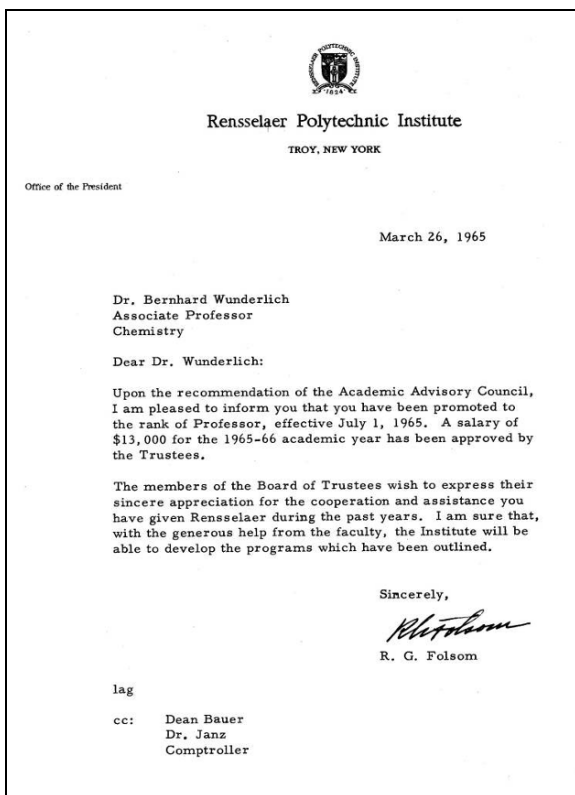 RENSSELAER POLYTECHNIC INSTITUTE
1824
Rensselaer Polytechnic Institute
TROY, NEW YORK
Office of the President
March 26, 1965
Dr. Bernhard Wunderlich
Associate Professor
Chemistry
Dear Dr. Wunderlich:
Upon the recommendation of the Academic Advisory Council,
I am pleased to inform you that you have been promoted to
the rank of Professor, effective July 1, 1965. A salary of
$13,000 for the 1965-66 academic year has been approved by
the Trustees.
The members of the Board of Trustees wish to express their
sincere appreciation for the cooperation and assistance you
have given Rensselaer during the past years. I am sure that,
with the generous help from the faculty, the Institute will be
able to develop the programs which have been outlined.
Sincerely,
RGFolsom
R. G. Folsom
lag
cc: Dean Bauer
Dr. Janz
Comptroller